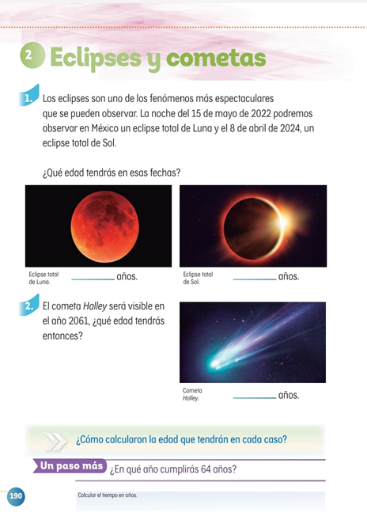 2 Eclipses y cometas
1. Los eclipses son uno de los fenómenos más espectaculares
que se pueden observar. La noche del 15 de mayo de 2022 podremos
observar en México un eclipse total de Luna y el 8 de abril de 2024, un
eclipse total de Sol.
¿Qué edad tendrás en esas fechas?
Eclipse total
de Luna.
años.
Eclipse total
de Sol.
años.
2. El cometa Halley será visible en
el año 2061, ¿qué edad tendrás
entonces?
Cometa
Halley.
años.
¿Cómo calcularon la edad que tendrán en cada caso?
Un paso más ¿En qué año cumplirás 64 años?
190 Calcular el tiempo en años.